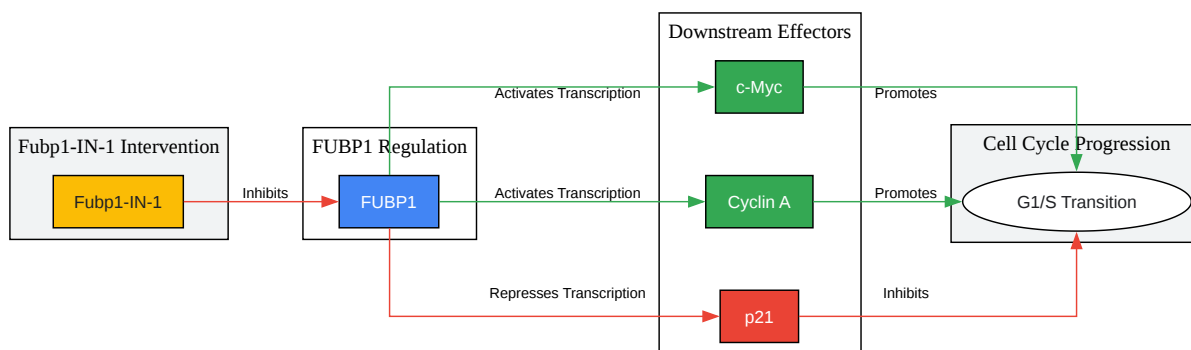 Downstream Effectors
c-Myc
Activates Transcription
Promotes
Fubp1-IN-1 Intervention
FUBP1 Regulation
Cell Cycle Progression
Fubp1-IN-1
Inhibits
FUBP1
Activates Transcription
Cyclin A
Promotes
G1/S Transition
Represses Transcription
p21
Inhibits